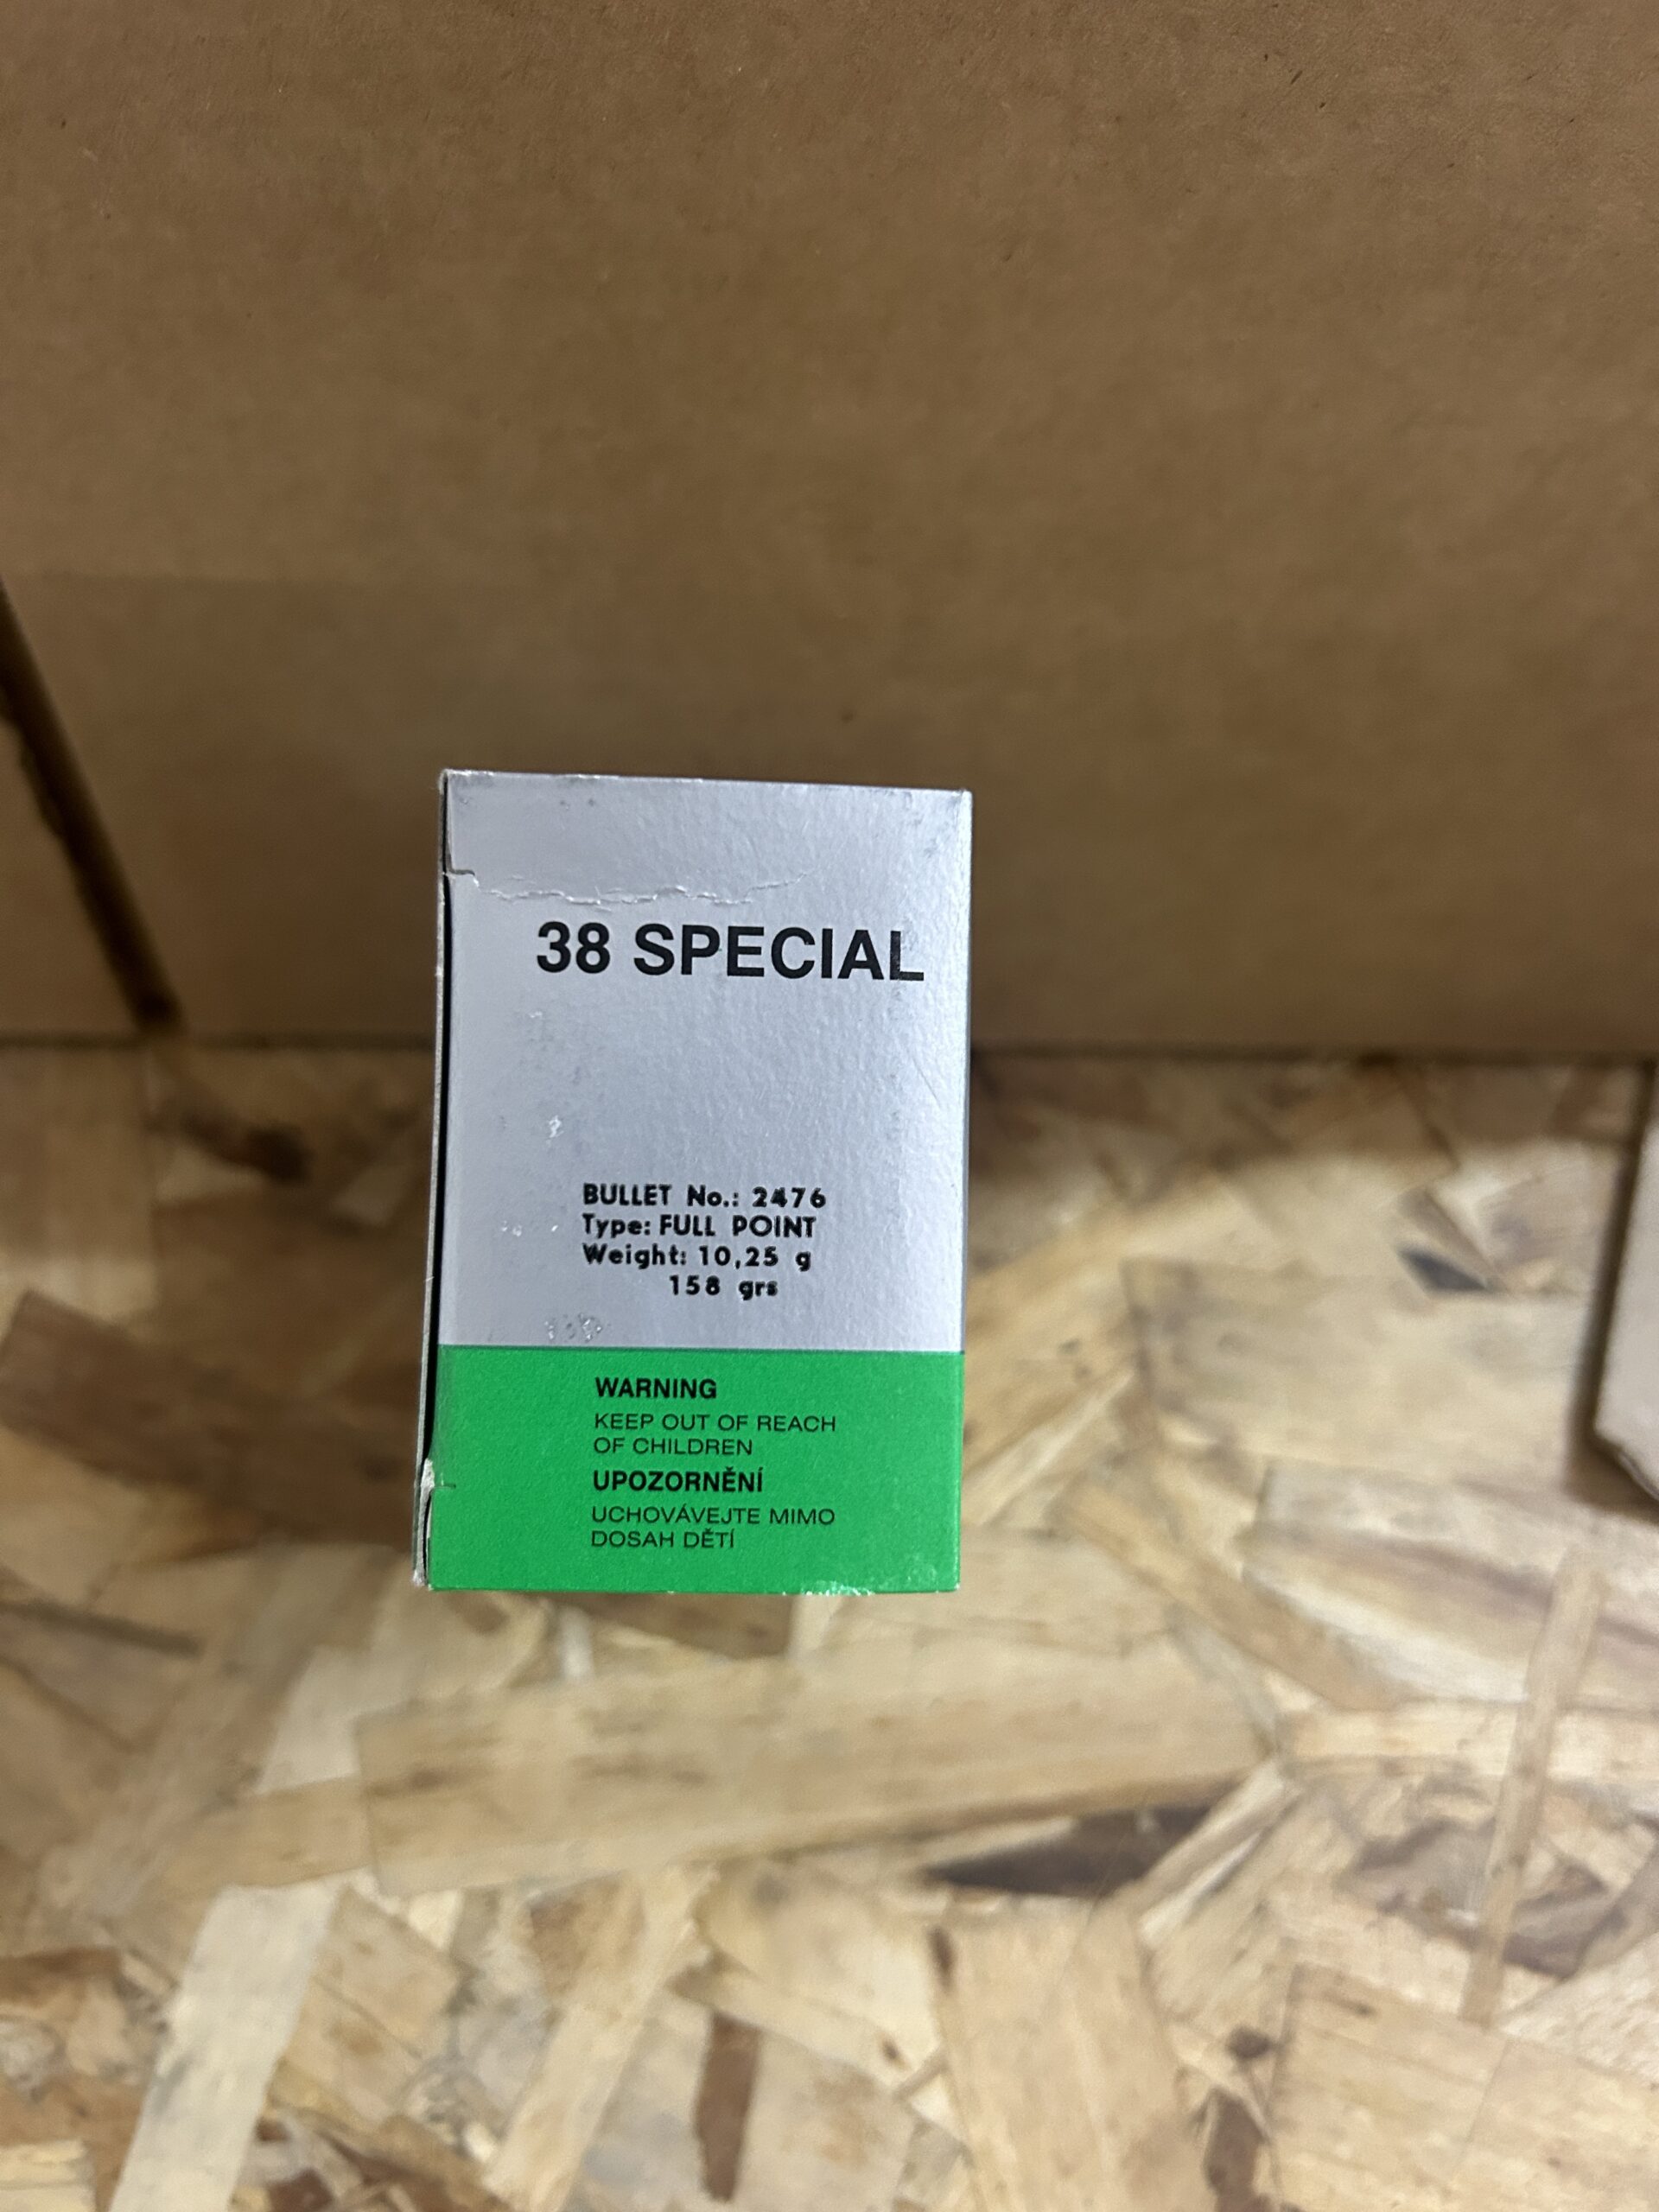 38 SPECIAL
BULLET No.: 2476
Type: FULL POINT
Weight: 10,25 g
158 grs
WARNING
KEEP OUT OF REACH
OF CHILDREN
UPOZORNĚNÍ
UCHOVÁVEJTE MIMO
DOSAH DĚTÍ